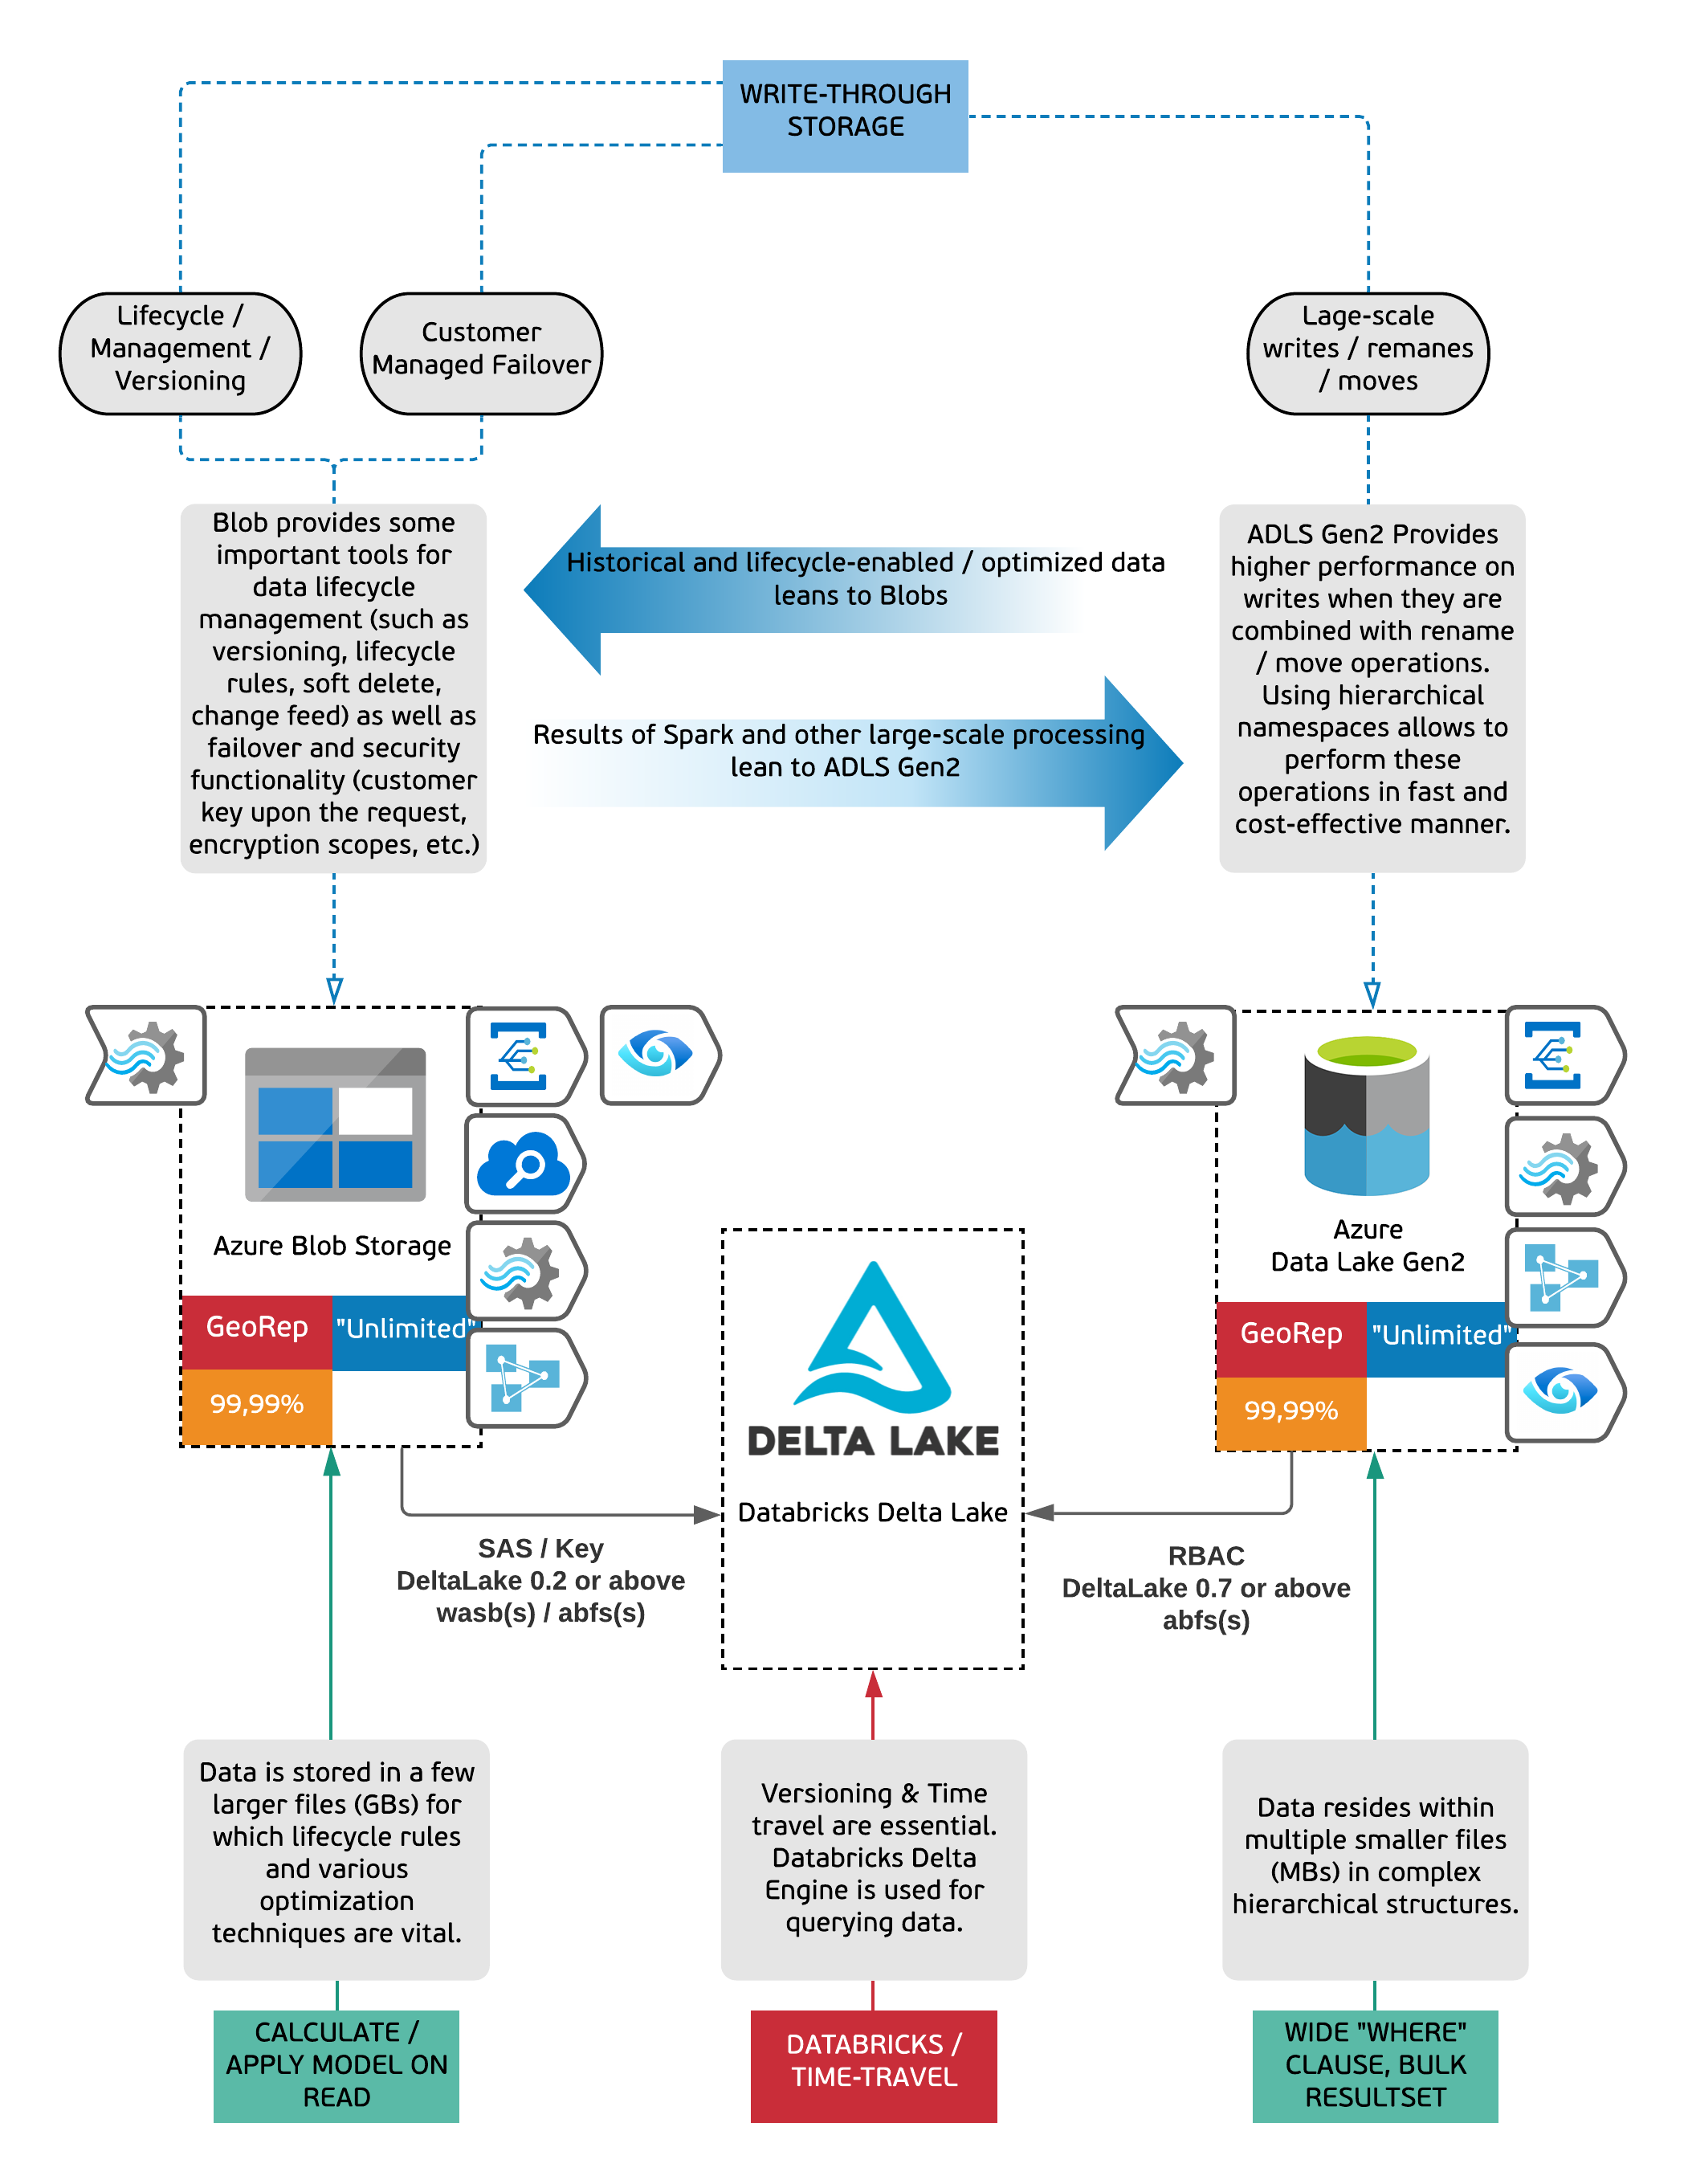 WRITE-THROUGH
STORAGE
Lifecycle /
Management /
Versioning
Customer
Managed Failover
Lage-scale
writes / remanes
/ moves
Blob provides some
important tools for
data lifecycle
management (such as
versioning, lifecycle
rules, soft delete,
change feed) as well as
failover and security
functionality (customer
key upon the request,
encryption scopes, etc.)
Historical and lifecycle-enabled / optimized data
leans to Blobs
Results of Spark and other large-scale processing
lean to ADLS Gen2
ADLS Gen2 Provides
higher performance on
writes when they are
combined with rename
/ move operations.
Using hierarchical
namespaces allows to
perform these
operations in fast and
cost-effective manner.
Azure Blob Storage
GeoRep
"Unlimited"
99,99%
DELTA LAKE
Databricks Delta Lake
Azure
Data Lake Gen2
GeoRep
"Unlimited"
99,99%
SAS / Key
DeltaLake 0.2 or above
wasb(s) / abfs(s)
RBAC
DeltaLake 0.7 or above
abfs(s)
Data is stored in a few
larger files (GBs) for
which lifecycle rules
and various
optimization
techniques are vital.
Versioning & Time
travel are essential.
Databricks Delta
Engine is used for
querying data.
Data resides within
multiple smaller files
(MBs) in complex
hierarchical structures.
CALCULATE /
APPLY MODEL ON
READ
DATABRICKS /
TIME-TRAVEL
WIDE "WHERE"
CLAUSE, BULK
RESULTSET